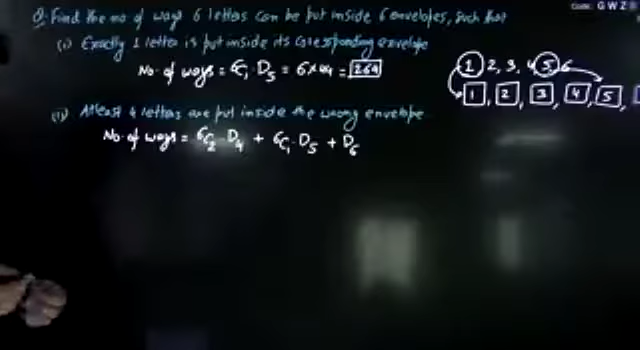 Code: GWZ
Q. Find the no of ways 6 letters can be put inside 6 envelopes, such that
(i) Exactly 1 letter is put inside its corresponding envelope
No. of ways = 6C1 · D5 = 6×44 = 264
1 2, 3, 4 5 6
1, 2, 3, 4, 5,
(ii) Atleast 4 letters are put inside the wrong envelope
No. of ways = 6C2 · D4 + 6C1 · D5 + D6